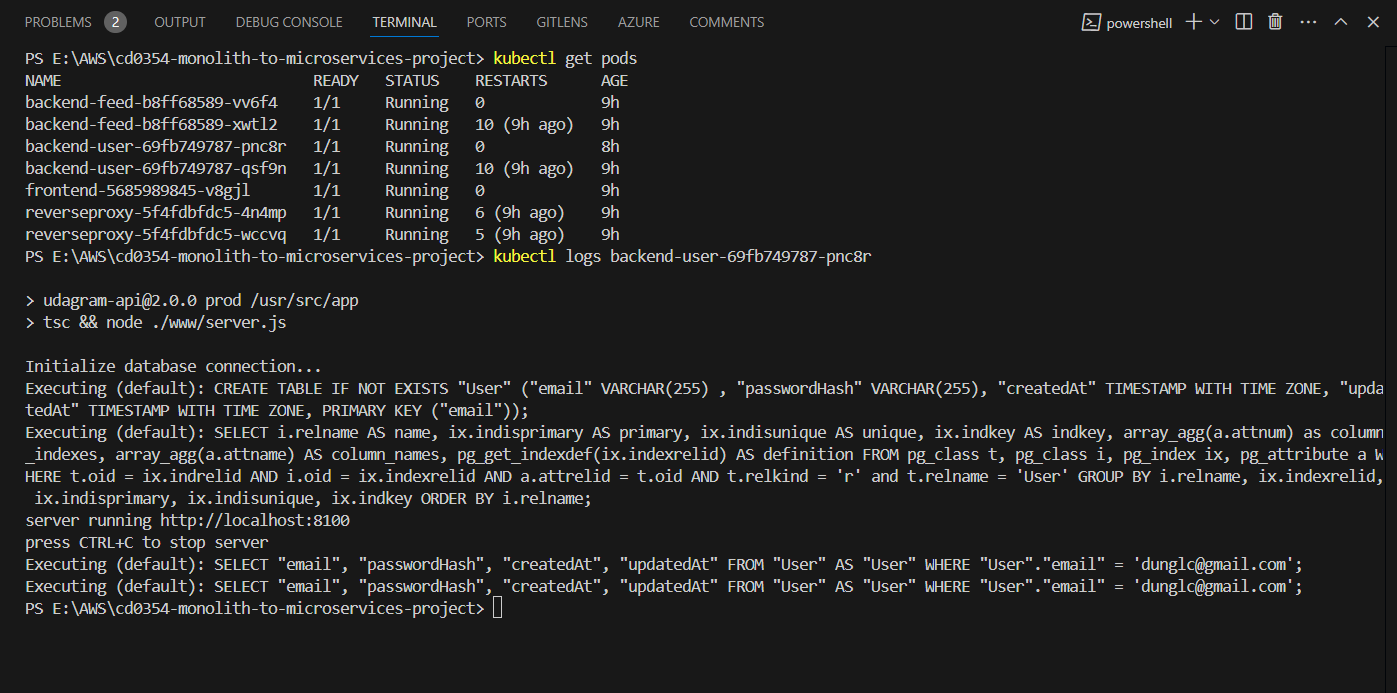 PROBLEMS 2 OUTPUT DEBUG CONSOLE TERMINAL PORTS GITLENS AZURE COMMENTS powershell
PS E:\AWS\cd0354-monolith-to-microservices-project> kubectl get pods
NAME READY STATUS RESTARTS AGE
backend-feed-b8ff68589-vv6f4 1/1 Running 0 9h
backend-feed-b8ff68589-xwtl2 1/1 Running 10 (9h ago) 9h
backend-user-69fb749787-pnc8r 1/1 Running 0 8h
backend-user-69fb749787-qsf9n 1/1 Running 10 (9h ago) 9h
frontend-5685989845-v8gjl 1/1 Running 0 9h
reverseproxy-5f4fdbfdc5-4n4mp 1/1 Running 6 (9h ago) 9h
reverseproxy-5f4fdbfdc5-wccvq 1/1 Running 5 (9h ago) 9h
PS E:\AWS\cd0354-monolith-to-microservices-project> kubectl logs backend-user-69fb749787-pnc8r
> udagram-api@2.0.0 prod /usr/src/app
> tsc && node ./www/server.js
Initialize database connection...
Executing (default): CREATE TABLE IF NOT EXISTS "User" ("email" VARCHAR(255) , "passwordHash" VARCHAR(255), "createdAt" TIMESTAMP WITH TIME ZONE, "upda
tedAt" TIMESTAMP WITH TIME ZONE, PRIMARY KEY ("email"));
Executing (default): SELECT i.relname AS name, ix.indisprimary AS primary, ix.indisunique AS unique, ix.indkey AS indkey, array_agg(a.attnum) as column
_indexes, array_agg(a.attname) AS column_names, pg_get_indexdef(ix.indexrelid) AS definition FROM pg_class t, pg_class i, pg_index ix, pg_attribute a W
HERE t.oid = ix.indrelid AND i.oid = ix.indexrelid AND a.attrelid = t.oid AND t.relkind = 'r' and t.relname = 'User' GROUP BY i.relname, ix.indexrelid,
ix.indisprimary, ix.indisunique, ix.indkey ORDER BY i.relname;
server running http://localhost:8100
press CTRL+C to stop server
Executing (default): SELECT "email", "passwordHash", "createdAt", "updatedAt" FROM "User" AS "User" WHERE "User"."email" = 'dunglc@gmail.com';
Executing (default): SELECT "email", "passwordHash", "createdAt", "updatedAt" FROM "User" AS "User" WHERE "User"."email" = 'dunglc@gmail.com';
PS E:\AWS\cd0354-monolith-to-microservices-project>